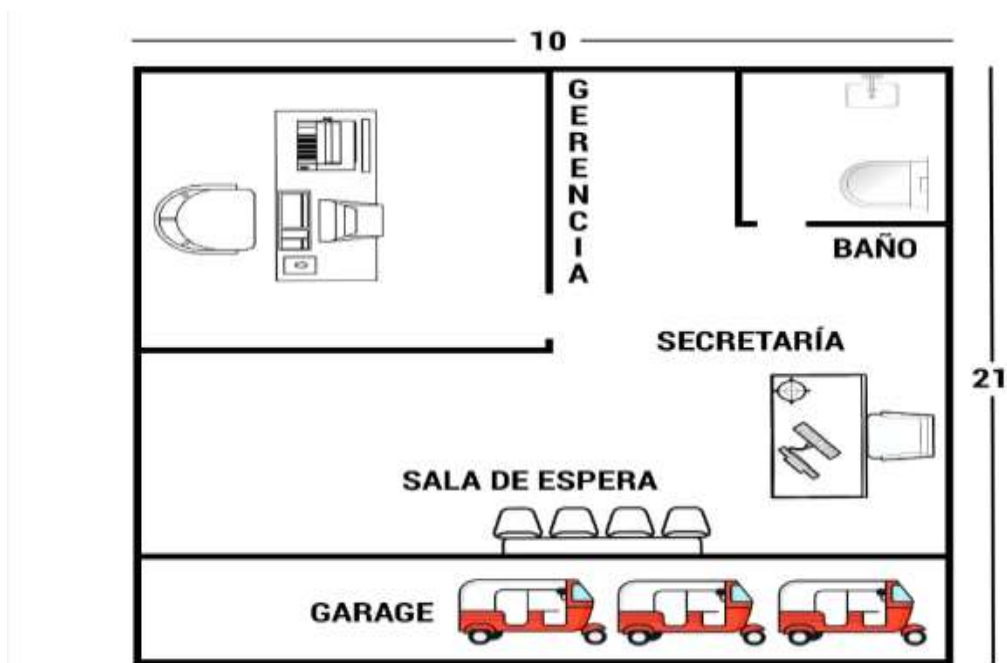 10
GERENCIA
BAÑO
SECRETARÍA
21
SALA DE ESPERA
GARAGE